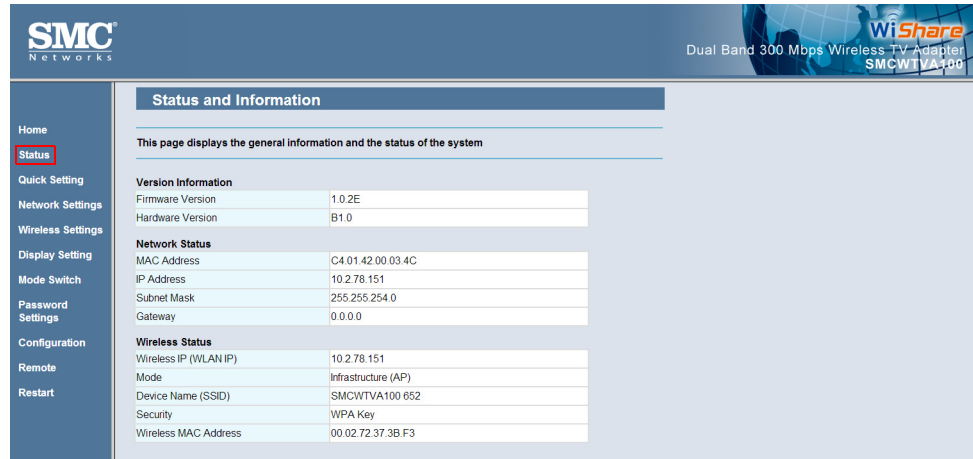 SMC®
Networks
WiShare
Dual Band 300 Mbps Wireless TV Adapter
SMCWTVA100
Status and Information
Home
This page displays the general information and the status of the system
Status
Quick Setting
Version Information
Firmware Version 1.0.2E
Network Settings
Hardware Version B1.0
Wireless Settings
Network Status
Display Setting
MAC Address C4.01.42.00.03.4C
Mode Switch
IP Address 10.2.78.151
Subnet Mask 255.255.254.0
Password
Settings
Gateway 0.0.0.0
Configuration
Wireless Status
Wireless IP (WLAN IP) 10.2.78.151
Remote
Mode Infrastructure (AP)
Restart
Device Name (SSID) SMCWTVA100 652
Security WPA Key
Wireless MAC Address 00.02.72.37.3B.F3